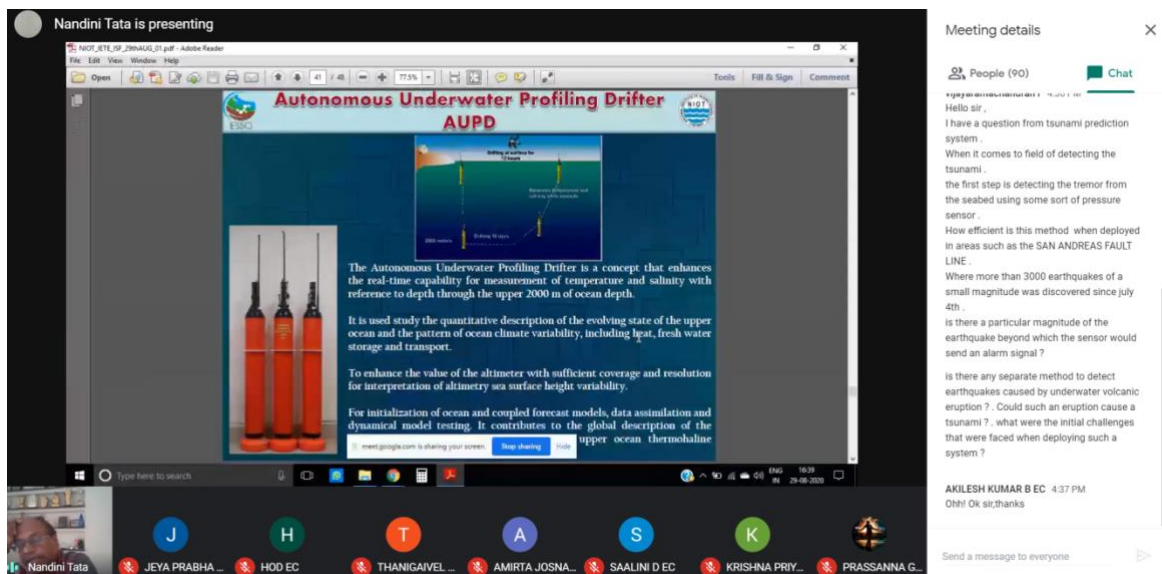 Nandini Tata is presenting
NIOT_IETE_ISF_29thAUG_01.pdf - Adobe Reader
File Edit View Window Help
Open 41 / 48 77.5% Tools Fill & Sign Comment
Autonomous Underwater Profiling Drifter
AUPD
ESSO
NIOT
Drifting at surface for
12 hours
2000 meters
Drifting 10 days
The Autonomous Underwater Profiling Drifter is a concept that enhances
the real-time capability for measurement of temperature and salinity with
reference to depth through the upper 2000 m of ocean depth.
It is used study the quantitative description of the evolving state of the upper
ocean and the pattern of ocean climate variability, including heat, fresh water
storage and transport.
To enhance the value of the altimeter with sufficient coverage and resolution
for interpretation of altimetry sea surface height variability.
For initialization of ocean and coupled forecast models, data assimilation and
dynamical model testing. It contributes to the global description of the
upper ocean thermohaline
meet.google.com is sharing your screen. Stop sharing Hide
Type here to search
ENG 16:39
IN 29-08-2020
Nandini Tata
J
JEYA PRABHA ...
H
HOD EC
T
THANIGAIVEL ...
A
AMIRTA JOSNA...
S
SAALINI D EC
K
KRISHNA PRIY...
PRASSANNA G...
Meeting details
People (90)
Chat
Hello sir ,
I have a question from tsunami prediction
system .
When it comes to field of detecting the
tsunami .
the first step is detecting the tremor from
the seabed using some sort of pressure
sensor .
How efficient is this method when deployed
in areas such as the SAN ANDREAS FAULT
LINE .
Where more than 3000 earthquakes of a
small magnitude was discovered since july
4th .
is there a particular magnitude of the
earthquake beyond which the sensor would
send an alarm signal ?
is there any separate method to detect
earthquakes caused by underwater volcanic
eruption ? . Could such an eruption cause a
tsunami ? . what were the initial challenges
that were faced when deploying such a
system ?
AKILESH KUMAR B EC 4:37 PM
Ohh! Ok sir,thanks
Send a message to everyone